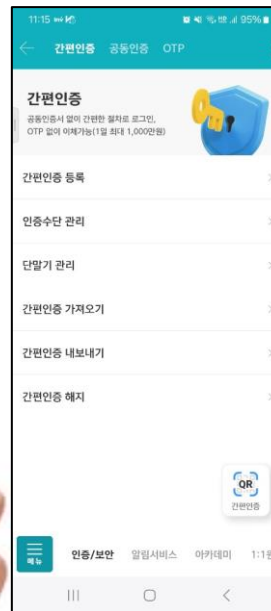 11:15
95%
간편인증 공동인증 OTP
간편인증
공동인증서 없이 간편한 절차로 로그인,
OTP 없이 이체가능(1일 최대 1,000만원)
간편인증 등록
인증수단 관리
단말기 관리
간편인증 가져오기
간편인증 내보내기
간편인증 해지
QR
간편인증
메뉴
인증/보안 알림서비스 아카데미 1:1